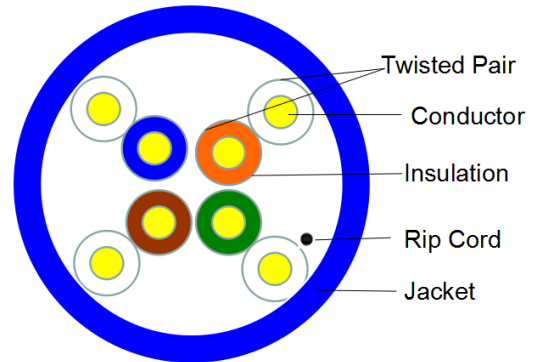 Twisted Pair
Conductor
Insulation
Rip Cord
Jacket